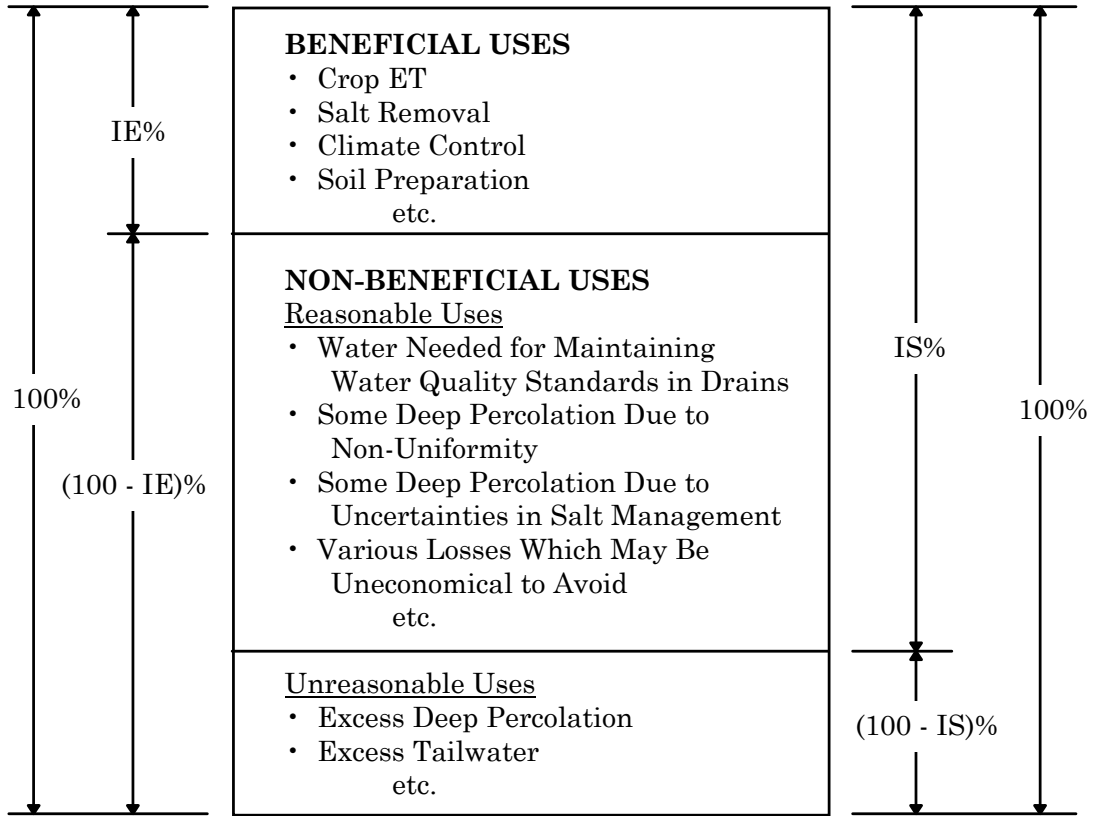 BENEFICIAL USES
• Crop ET
• Salt Removal
• Climate Control
• Soil Preparation
etc.
IE%
NON-BENEFICIAL USES
Reasonable Uses
• Water Needed for Maintaining
Water Quality Standards in Drains
• Some Deep Percolation Due to
Non-Uniformity
• Some Deep Percolation Due to
Uncertainties in Salt Management
• Various Losses Which May Be
Uneconomical to Avoid
etc.
100%
(100 - IE)%
IS%
100%
Unreasonable Uses
• Excess Deep Percolation
• Excess Tailwater
etc.
(100 - IS)%